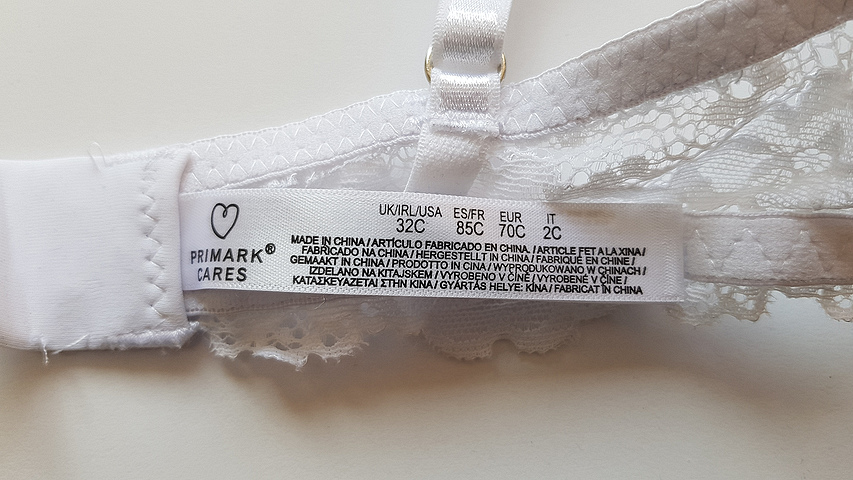 PRIMARK®
CARES
UK/IRL/USA ES/FR EUR IT
32C 85C 70C 2C
MADE IN CHINA / ARTÍCULO FABRICADO EN CHINA. / ARTICLE FET A LA XINA /
FABRICADO NA CHINA / HERGESTELLT IN CHINA / FABRIQUÉ EN CHINE /
GEMAAKT IN CHINA / PRODOTTO IN CINA / WYPRODUKOWANO W CHINACH /
IZDELANO NA KITAJSKEM / VYROBENO V ČÍNĚ / VYROBENÉ V ČÍNE /
ΚΑΤΑΣΚΕΥΑΖΕΤΑΙ ΣΤΗΝ ΚΙΝΑ / GYÁRTÁS HELYE: KÍNA / FABRICAT ÎN CHINA